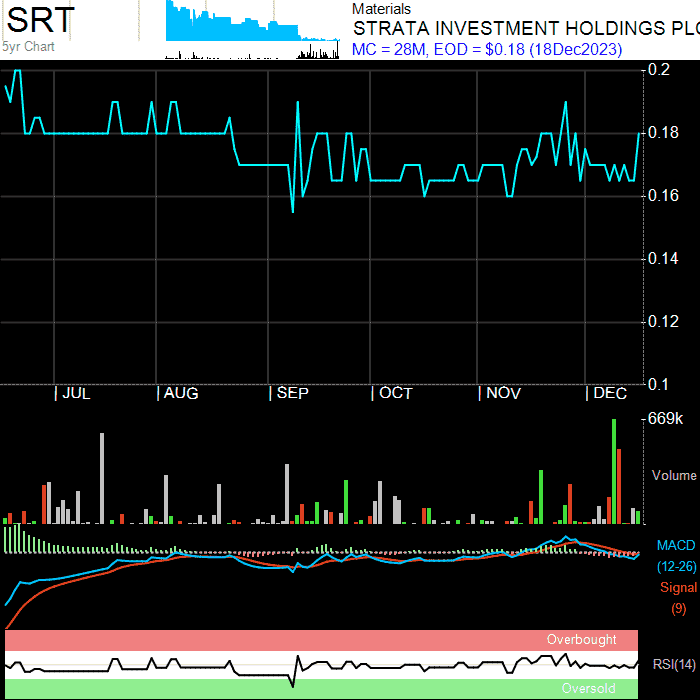 SRT
5yr Chart
Materials
STRATA INVESTMENT HOLDINGS PLC
MC = 28M, EOD = $0.18 (18Dec2023)
0.2
0.18
0.16
0.14
0.12
0.1
JUL AUG SEP OCT NOV DEC
669k
Volume
MACD
(12-26)
Signal
(9)
Overbought
RSI(14)
Oversold